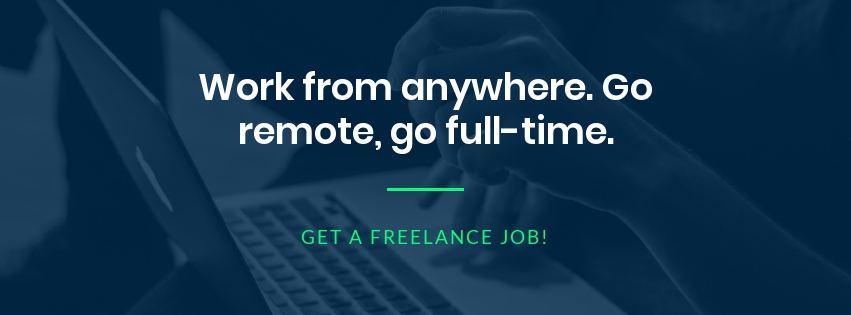 Work from anywhere. Go
remote, go full-time.
GET A FREELANCE JOB!